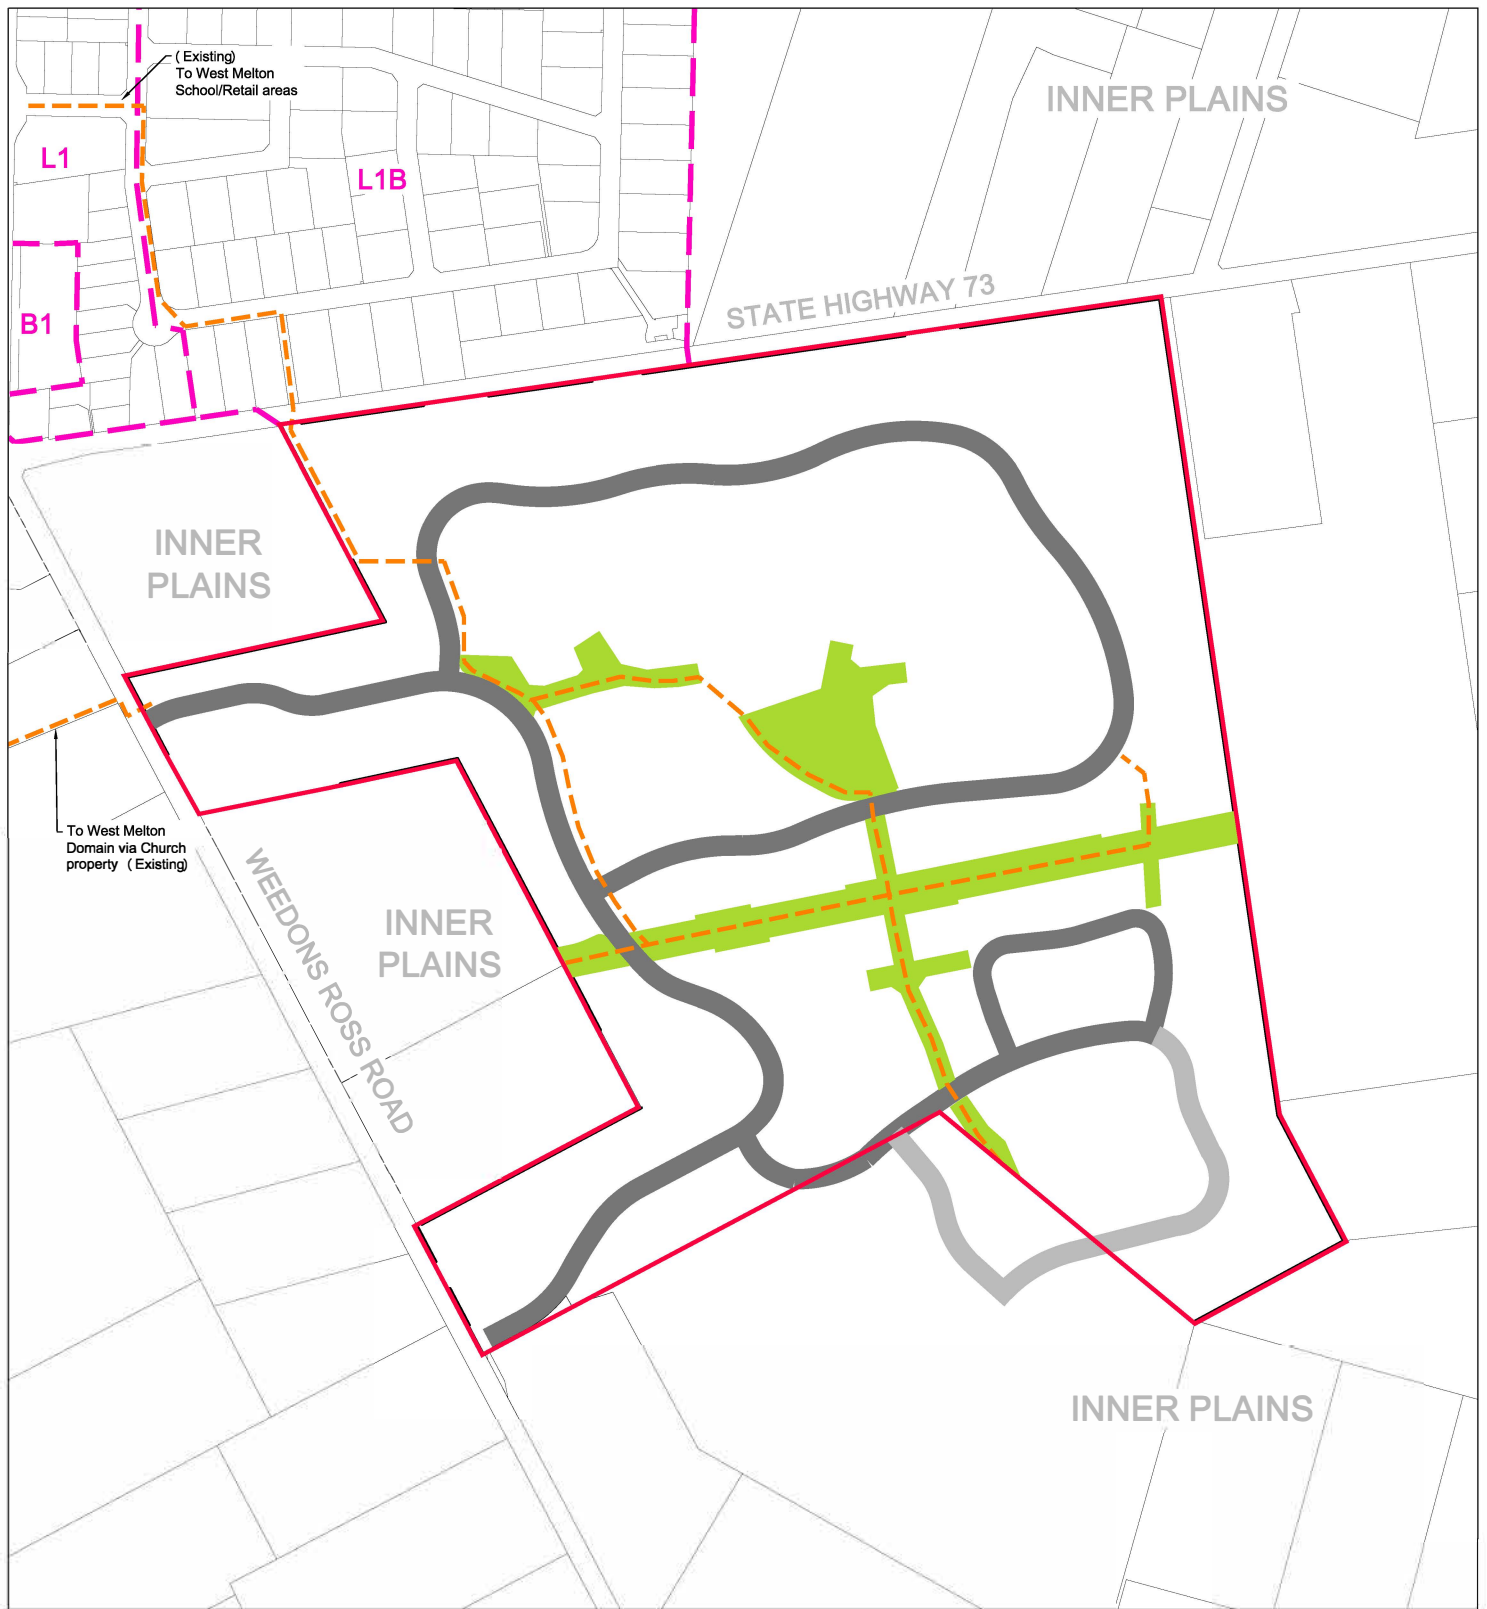 ( Existing)
To West Melton
School/Retail areas
INNER PLAINS
L1
L1B
B1
STATE HIGHWAY 73
INNER
PLAINS
To West Melton
Domain via Church
property ( Existing)
WEEDONS ROSS ROAD
INNER
PLAINS
INNER PLAINS